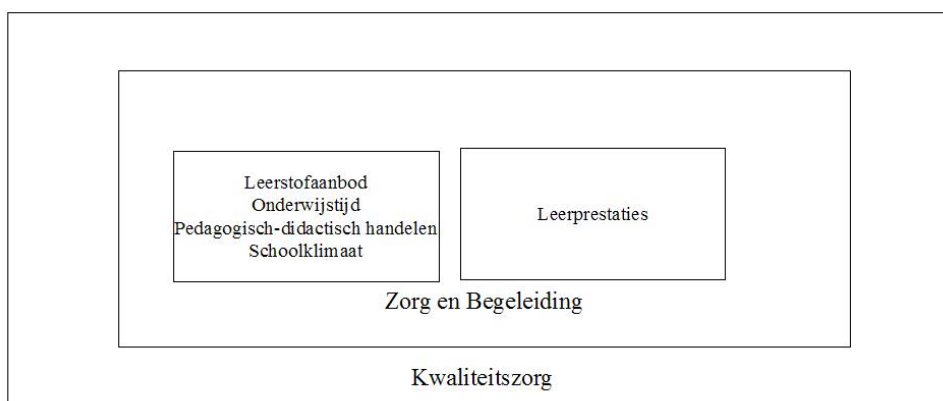 Leerstofaanbod
Onderwijstijd
Pedagogisch-didactisch handelen
Schoolklimaat
Leerprestaties
Zorg en Begeleiding
Kwaliteitszorg